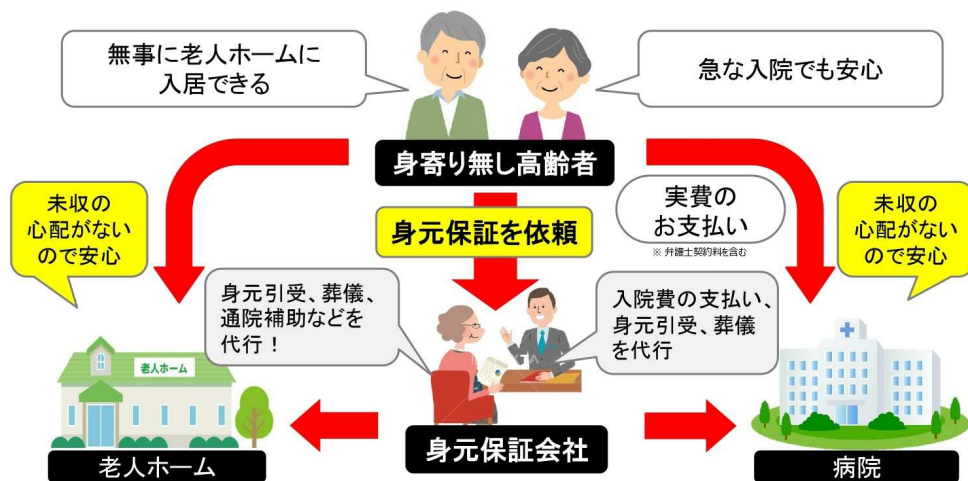 無事に老人ホームに
入居できる
急な入院でも安心
身寄り無し高齢者
未収の
心配がない
ので安心
身元保証を依頼
実費の
お支払い
※ 弁護士契約料を含む
未収の
心配がない
ので安心
身元引受、葬儀、
通院補助などを
代行！
入院費の支払い、
身元引受、葬儀
を代行
老人ホーム
老人ホーム
身元保証会社
病院